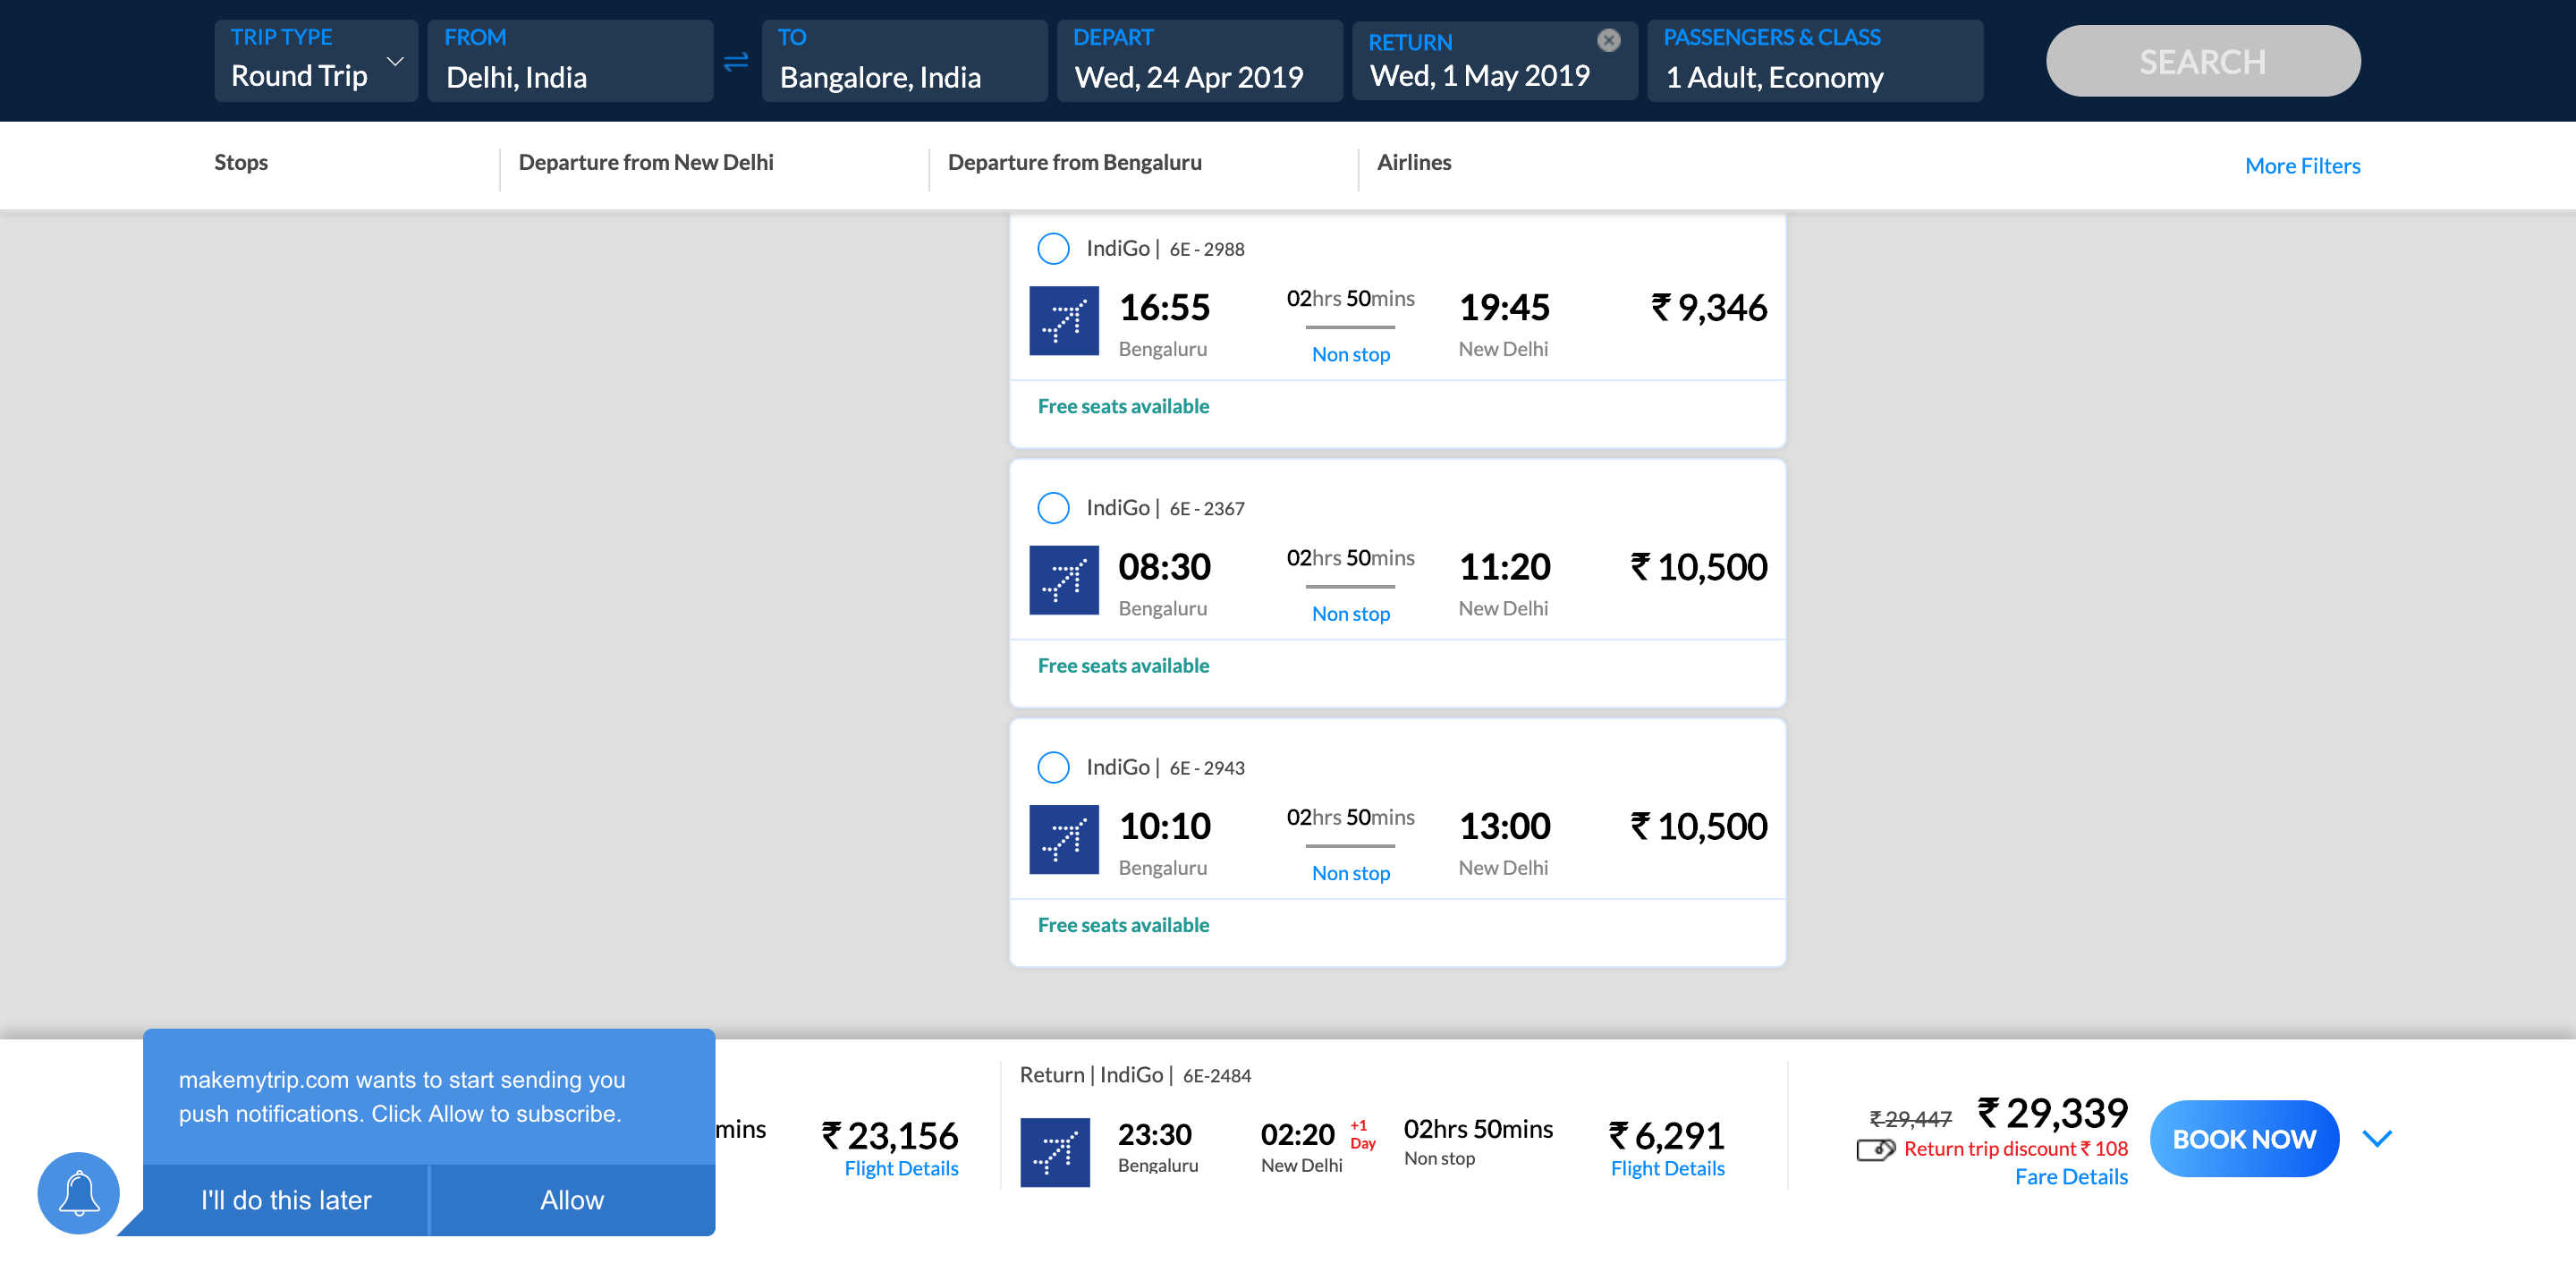 TRIP TYPE
Round Trip
FROM
Delhi, India
TO
Bangalore, India
DEPART
Wed, 24 Apr 2019
RETURN
Wed, 1 May 2019
PASSENGERS & CLASS
1 Adult, Economy
SEARCH
Stops
Departure from New Delhi
Departure from Bengaluru
Airlines
More Filters
IndiGo | 6E - 2988
16:55
Bengaluru
02hrs 50mins
Non stop
19:45
New Delhi
₹ 9,346
Free seats available
IndiGo | 6E - 2367
08:30
Bengaluru
02hrs 50mins
Non stop
11:20
New Delhi
₹ 10,500
Free seats available
IndiGo | 6E - 2943
10:10
Bengaluru
02hrs 50mins
Non stop
13:00
New Delhi
₹ 10,500
Free seats available
makemytrip.com wants to start sending you
push notifications. Click Allow to subscribe.
I'll do this later
Allow
mins
₹ 23,156
Flight Details
Return | IndiGo | 6E-2484
23:30
Bengaluru
02:20
New Delhi
+1
Day
02hrs 50mins
Non stop
₹ 6,291
Flight Details
₹ 29,447
₹ 29,339
Return trip discount ₹ 108
Fare Details
BOOK NOW